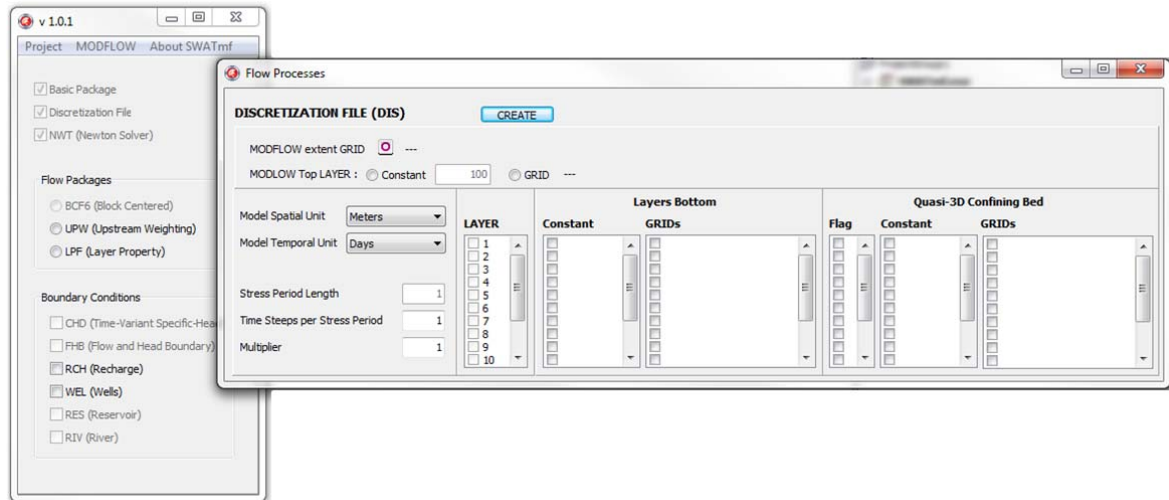 v 1.0.1
Project MODFLOW About SWATmf
Basic Package
Discretization File
NWT (Newton Solver)
Flow Packages
BCF6 (Block Centered)
UPW (Upstream Weighting)
LPF (Layer Property)
Boundary Conditions
CHD (Time-Variant Specific-Hea
FHB (Flow and Head Boundary)
RCH (Recharge)
WEL (Wells)
RES (Reservoir)
RIV (River)
Flow Processes
DISCRETIZATION FILE (DIS) CREATE
MODFLOW extent GRID O ---
MODLOW Top LAYER : Constant 100 GRID ---
Model Spatial Unit Meters
Model Temporal Unit Days
Stress Period Length 1
Time Steeps per Stress Period 1
Multiplier 1
Layers Bottom Quasi-3D Confining Bed
LAYER Constant GRIDs Flag Constant GRIDs
1
2
3
4
5
6
7
8
9
10